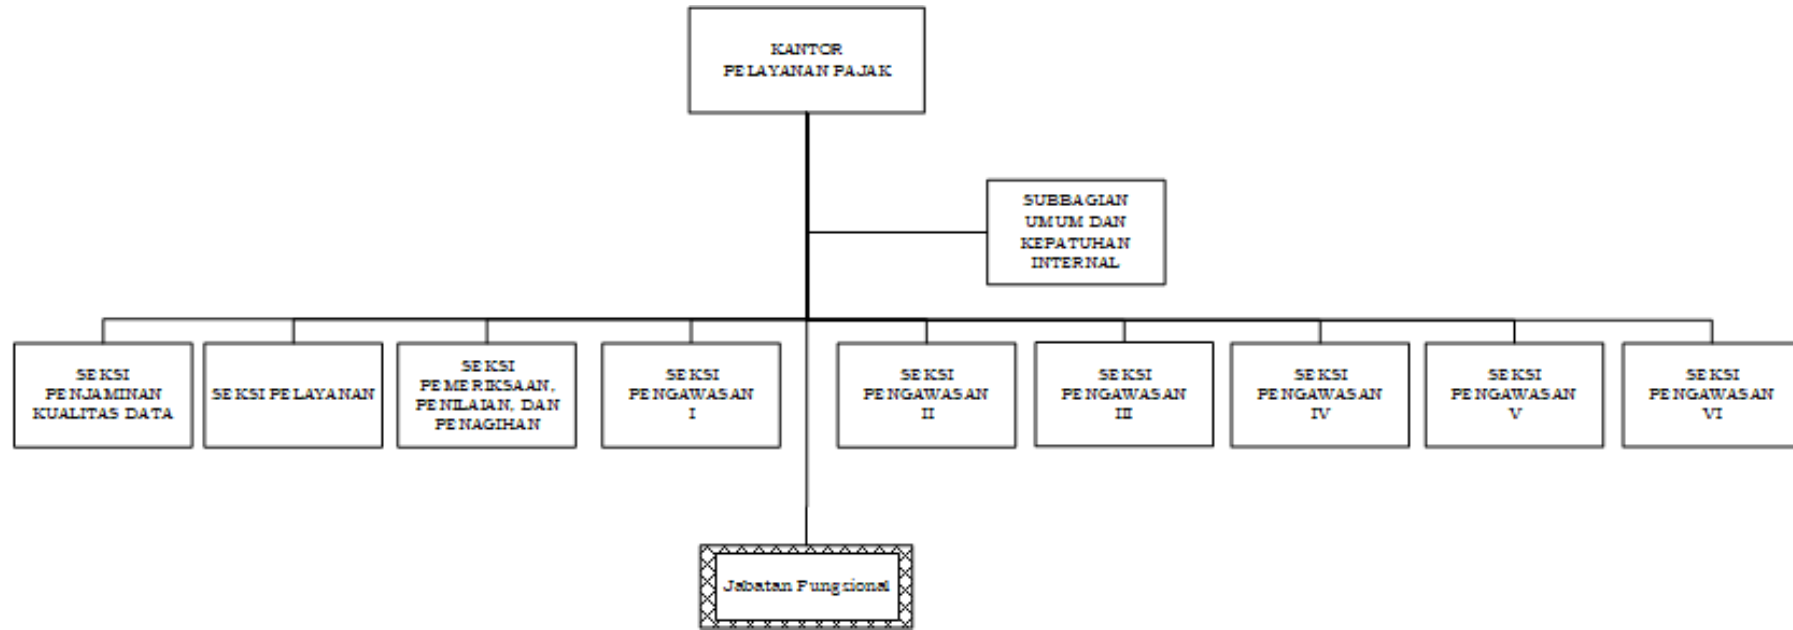 KANTOR
PELAYANAN PAJAK
SUBBAGIAN
UMUM DAN
KEPATUHAN
INTERNAL
SEKSI
PENJAMINAN
KUALITAS DATA
SEKSI PELAYANAN
SEKSI
PEMERIKSAAN,
PENILAIAN, DAN
PENAGIHAN
SEKSI
PENGAWASAN
I
SEKSI
PENGAWASAN
II
SEKSI
PENGAWASAN
III
SEKSI
PENGAWASAN
IV
SEKSI
PENGAWASAN
V
SEKSI
PENGAWASAN
VI
Jabatan Fungsional